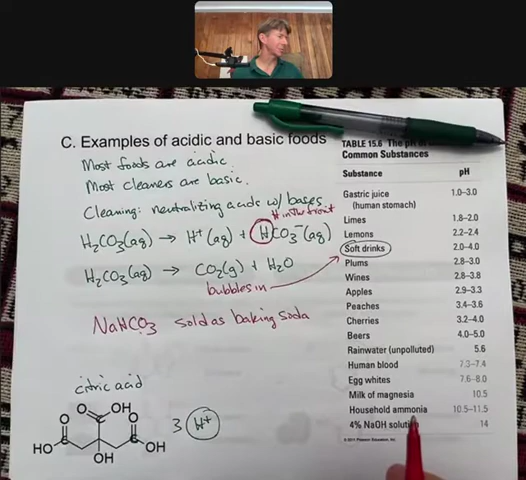 C. Examples of acidic and basic foods
Most foods are acidic.
Most cleaners are basic.
Cleaning: neutralizing acids w/ bases
H in the front
H₂CO₃(aq) → H⁺(aq) + HCO₃⁻(aq)
H₂CO₃(aq) → CO₂(g) + H₂O
bubbles in
NaHCO₃ sold as baking soda
citric acid
O
O
OH
O
HO
OH
OH
3 H⁺
TABLE 15.6 The pH of
Common Substances
Substance pH
Gastric juice 1.0–3.0
(human stomach)
Limes 1.8–2.0
Lemons 2.2–2.4
Soft drinks 2.0–4.0
Plums 2.8–3.0
Wines 2.8–3.8
Apples 2.9–3.3
Peaches 3.4–3.6
Cherries 3.2–4.0
Beers 4.0–5.0
Rainwater (unpolluted) 5.6
Human blood 7.3–7.4
Egg whites 7.6–8.0
Milk of magnesia 10.5
Household ammonia 10.5–11.5
4% NaOH solution 14
© 2011 Pearson Education, Inc.